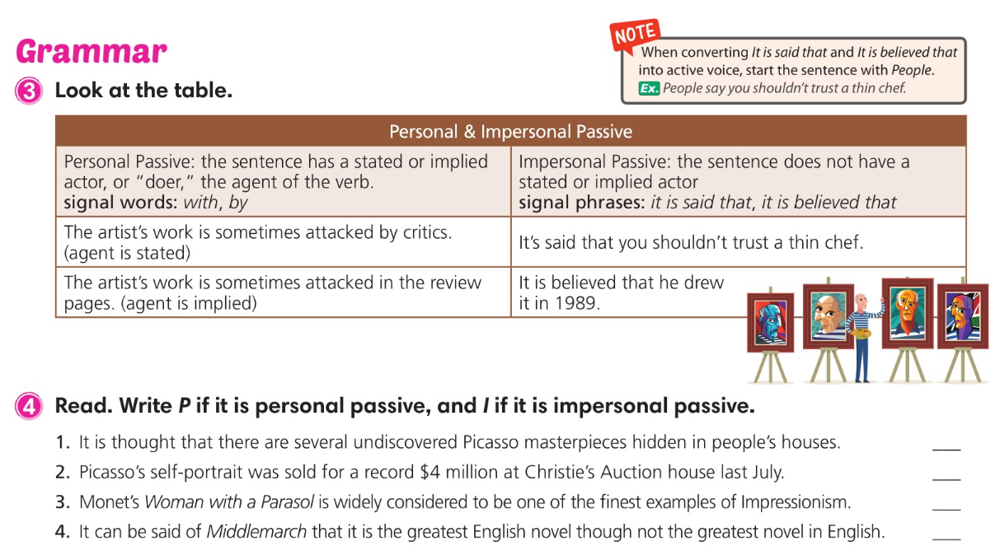 Grammar
NOTE
When converting It is said that and It is believed that
into active voice, start the sentence with People.
Ex. People say you shouldn't trust a thin chef.
3 Look at the table.
Personal & Impersonal Passive
Personal Passive: the sentence has a stated or implied
actor, or “doer,” the agent of the verb.
signal words: with, by
Impersonal Passive: the sentence does not have a
stated or implied actor
signal phrases: it is said that, it is believed that
The artist's work is sometimes attacked by critics.
(agent is stated)
It's said that you shouldn't trust a thin chef.
The artist's work is sometimes attacked in the review
pages. (agent is implied)
It is believed that he drew
it in 1989.
4 Read. Write P if it is personal passive, and I if it is impersonal passive.
1. It is thought that there are several undiscovered Picasso masterpieces hidden in people's houses. ___
2. Picasso's self-portrait was sold for a record $4 million at Christie's Auction house last July. ___
3. Monet's Woman with a Parasol is widely considered to be one of the finest examples of Impressionism. ___
4. It can be said of Middlemarch that it is the greatest English novel though not the greatest novel in English. ___